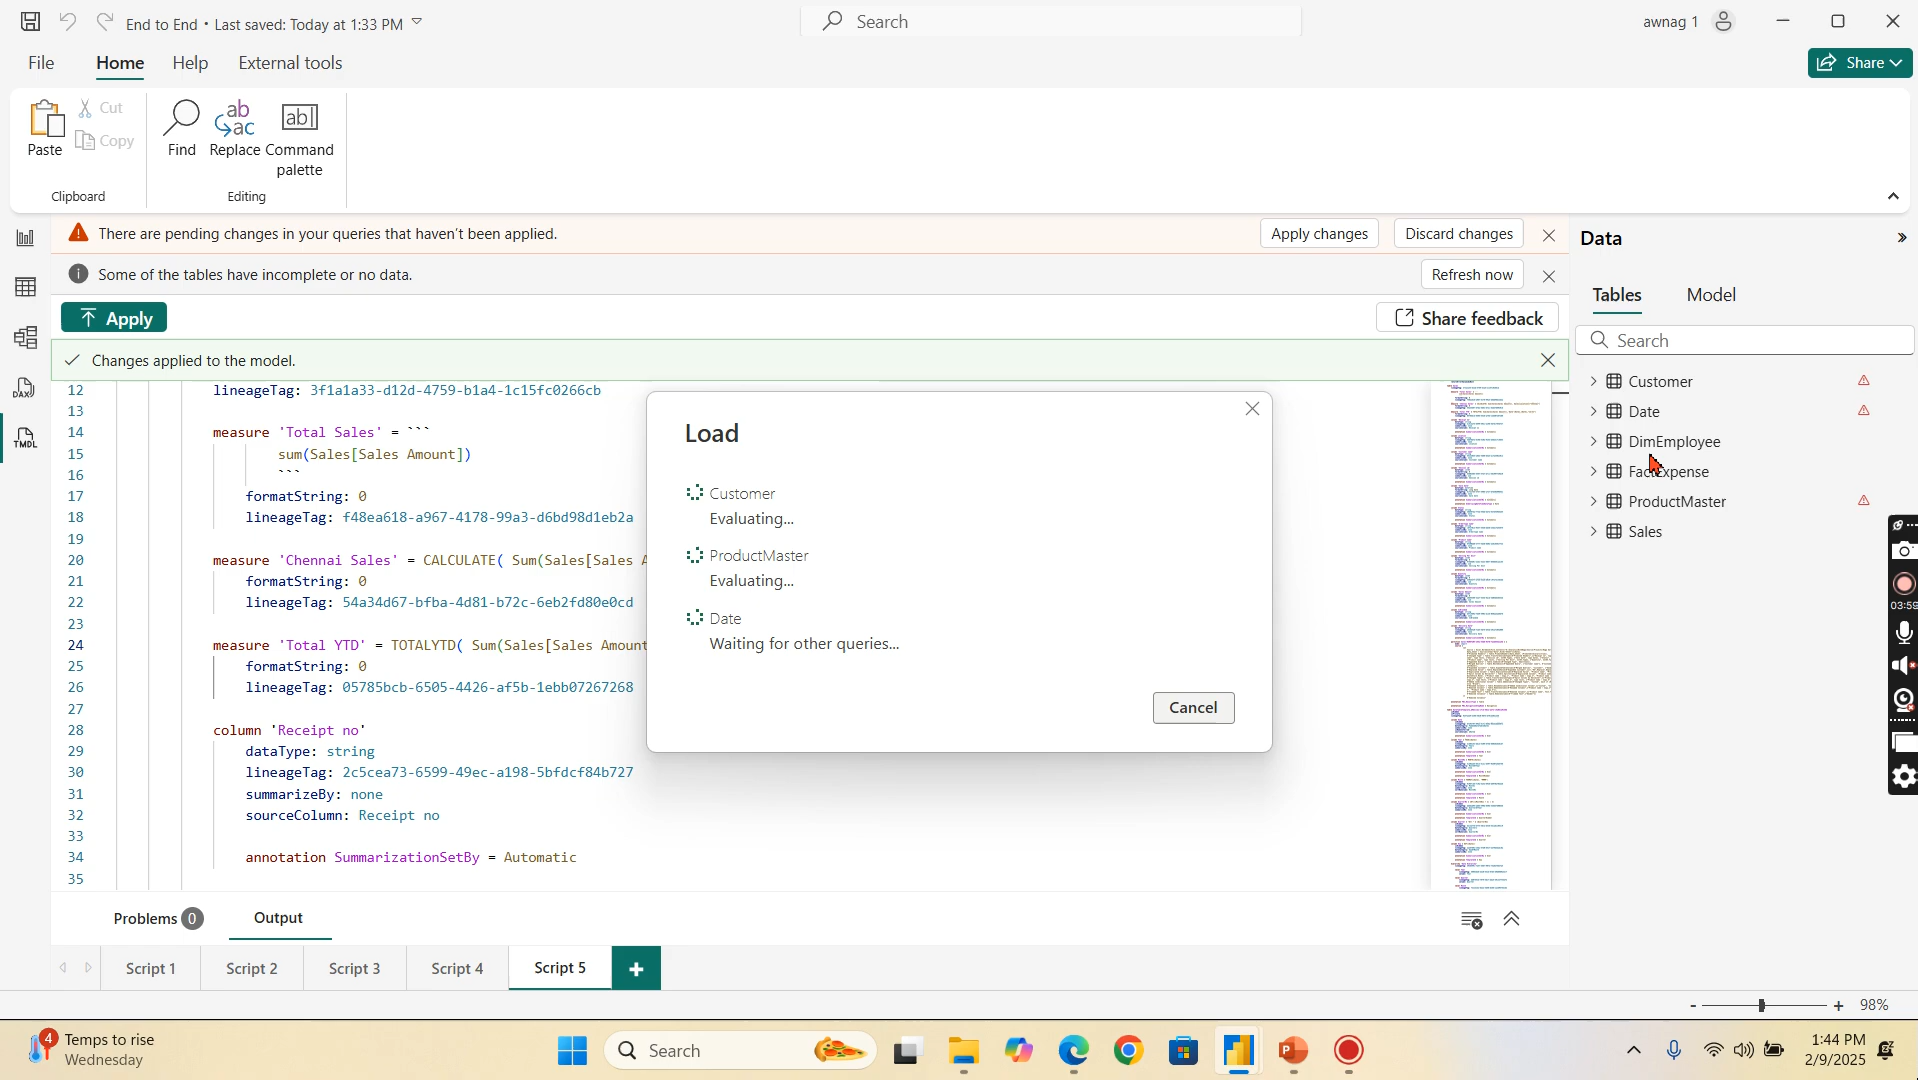 End to End • Last saved: Today at 1:33 PM
Search
awnag 1
File
Home
Help
External tools
Share
Paste
Cut
Copy
Clipboard
ab
ac
ab|
Find
Replace
Command palette
Editing
There are pending changes in your queries that haven't been applied.
Apply changes
Discard changes
Some of the tables have incomplete or no data.
Refresh now
Apply
Share feedback
Changes applied to the model.
12 lineageTag: 3f1a1a33-d12d-4759-b1a4-1c15fc0266cb
13
14 measure 'Total Sales' = ```
15 sum(Sales[Sales Amount])
16 ```
17 formatString: 0
18 lineageTag: f48ea618-a967-4178-99a3-d6bd98d1eb2a
19
20 measure 'Chennai Sales' = CALCULATE( Sum(Sales[Sales A
21 formatString: 0
22 lineageTag: 54a34d67-bfba-4d81-b72c-6eb2fd80e0cd
23
24 measure 'Total YTD' = TOTALYTD( Sum(Sales[Sales Amount
25 formatString: 0
26 lineageTag: 05785bcb-6505-4426-af5b-1ebb07267268
27
28 column 'Receipt no'
29 dataType: string
30 lineageTag: 2c5cea73-6599-49ec-a198-5bfdcf84b727
31 summarizeBy: none
32 sourceColumn: Receipt no
33
34 annotation SummarizationSetBy = Automatic
35
Load
Customer
Evaluating...
ProductMaster
Evaluating...
Date
Waiting for other queries...
Cancel
Data
Tables
Model
Search
Customer
Date
DimEmployee
FactExpense
ProductMaster
Sales
DAX
TMDL
03:59
Problems 0
Output
Script 1
Script 2
Script 3
Script 4
Script 5
+
- + 98%
4
Temps to rise
Wednesday
Search
1:44 PM
2/9/2025